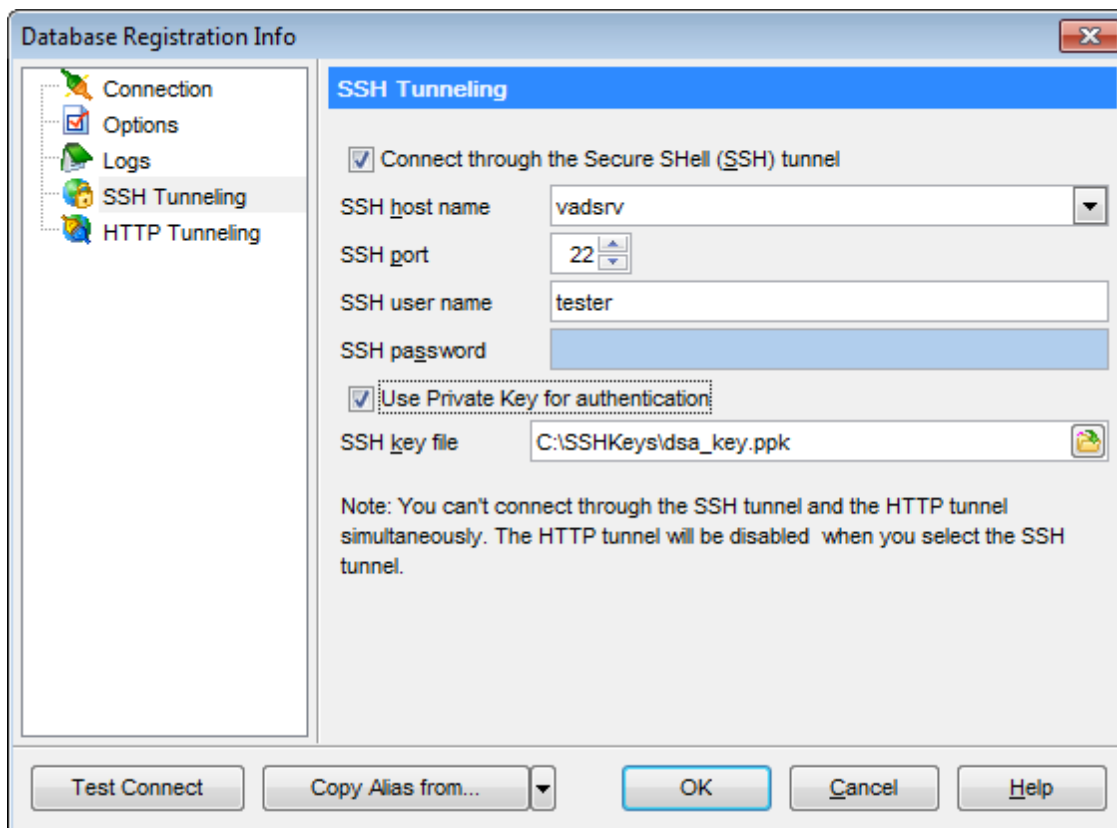 Database Registration Info
Connection
Options
Logs
SSH Tunneling
HTTP Tunneling
SSH Tunneling
Connect through the Secure SHell (SSH) tunnel
SSH host name vadsrv
SSH port 22
SSH user name tester
SSH password
Use Private Key for authentication
SSH key file C:\SSHKeys\dsa_key.ppk
Note: You can't connect through the SSH tunnel and the HTTP tunnel
simultaneously. The HTTP tunnel will be disabled  when you select the SSH
tunnel.
Test Connect Copy Alias from... OK Cancel Help